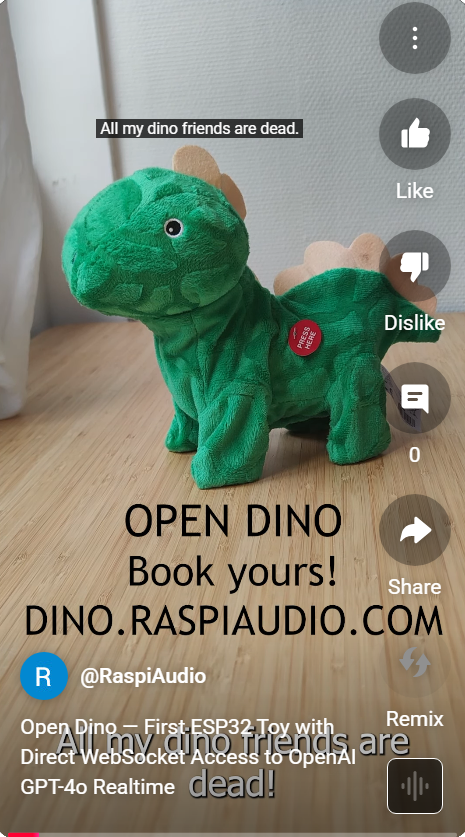 All my dino friends are dead.
Like
PRESS
HERE
Dislike
0
OPEN DINO
Book yours!
DINO.RASPIAUDIO.COM
Share
R @RaspiAudio
Remix
Open Dino — First ESP32 Toy with
Direct WebSocket Access to OpenAI
GPT-4o Realtime
All my dino friends are
dead!